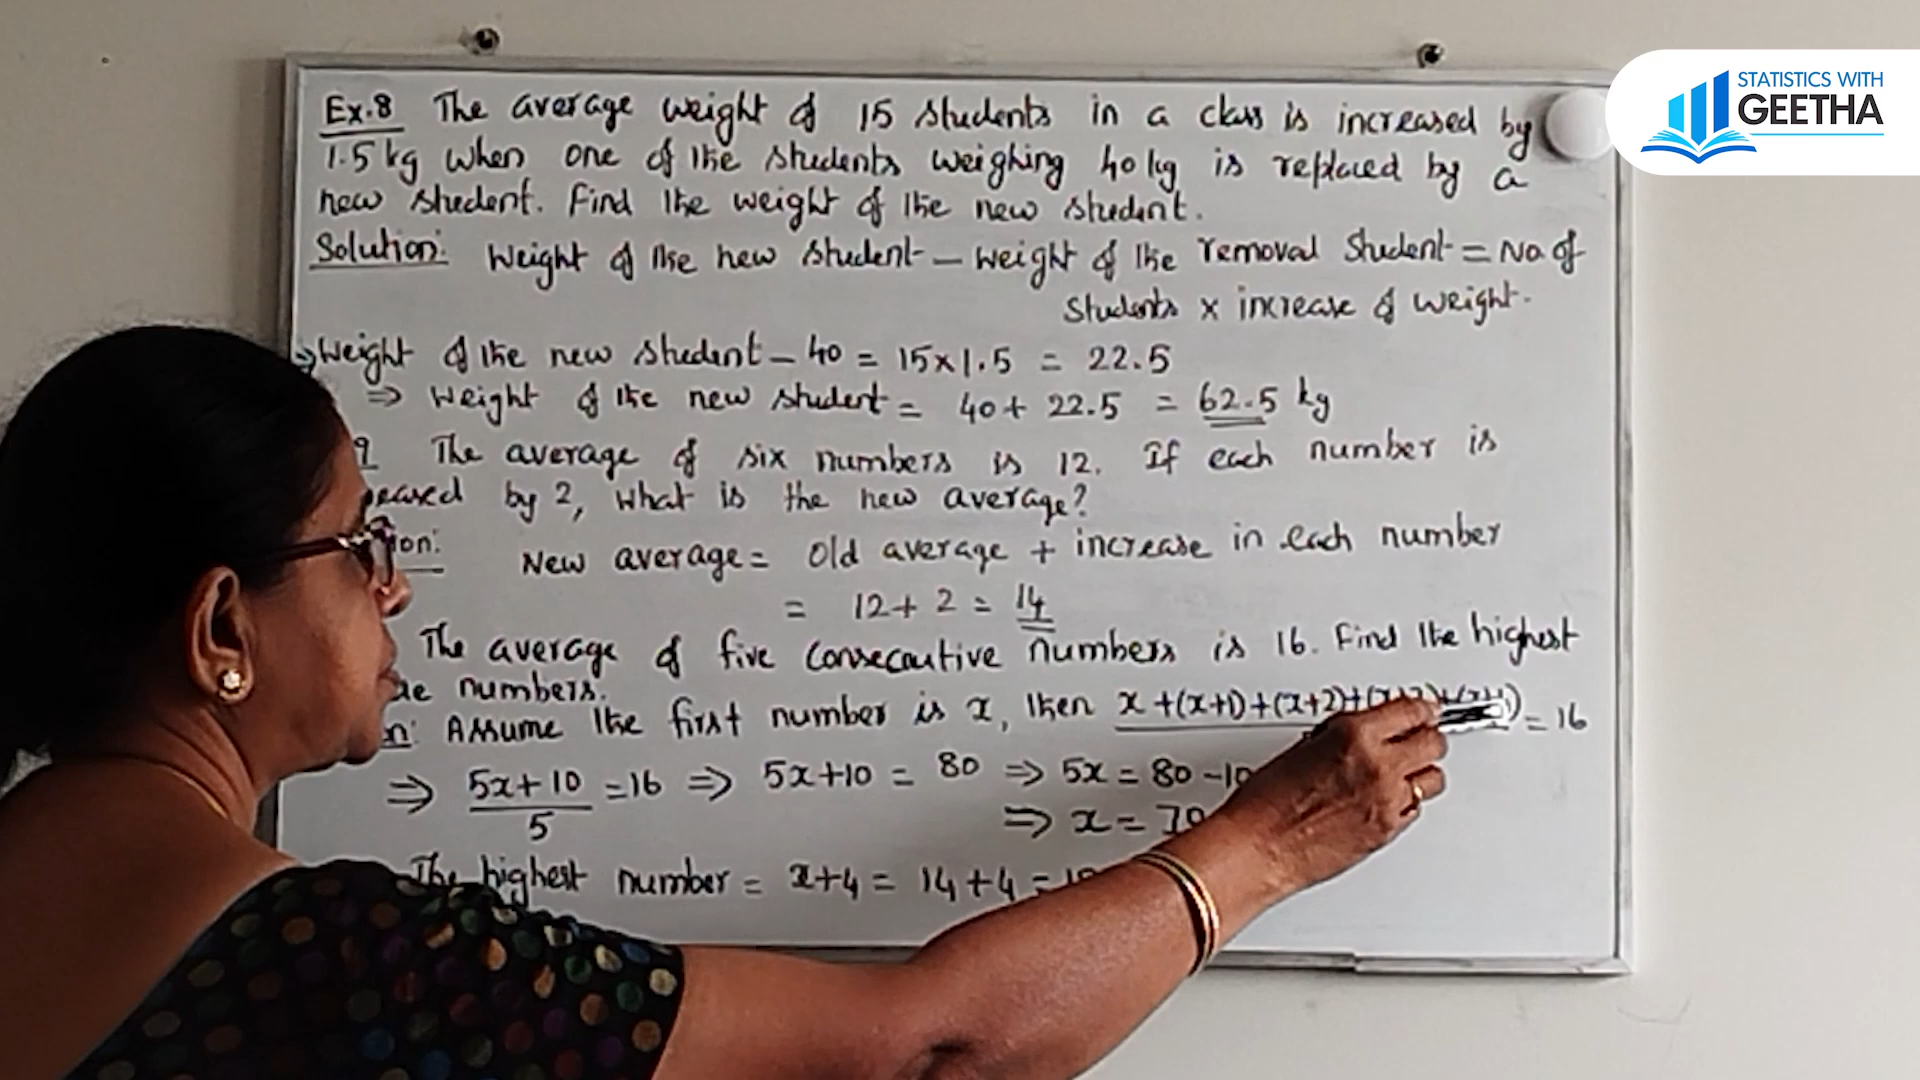 STATISTICS WITH
GEETHA
Ex.8 The average weight of 15 students in a class is increased by
1.5 kg when one of the students weighing 40 kg is replaced by a
new student. Find the weight of the new student.
Solution: Weight of the new student - weight of the removal student = No. of
students × increase of weight.
⇒ Weight of the new student - 40 = 15×1.5 = 22.5
⇒ Weight of the new student = 40 + 22.5 = 62.5 kg
9 The average of six numbers is 12. If each number is
by 2, what is the new average?
New average = Old average + increase in each number
= 12 + 2 = 14
The average of five consecutive numbers is 16. Find the highest
numbers.
Assume the first number is x, then x + (x+1) + (x+2) + = 16
⇒ 5x+10 = 16 ⇒ 5x+10 = 80 ⇒ 5x = 80 - 10
5
⇒ x =
The highest number = x+4 = 14 + 4 =